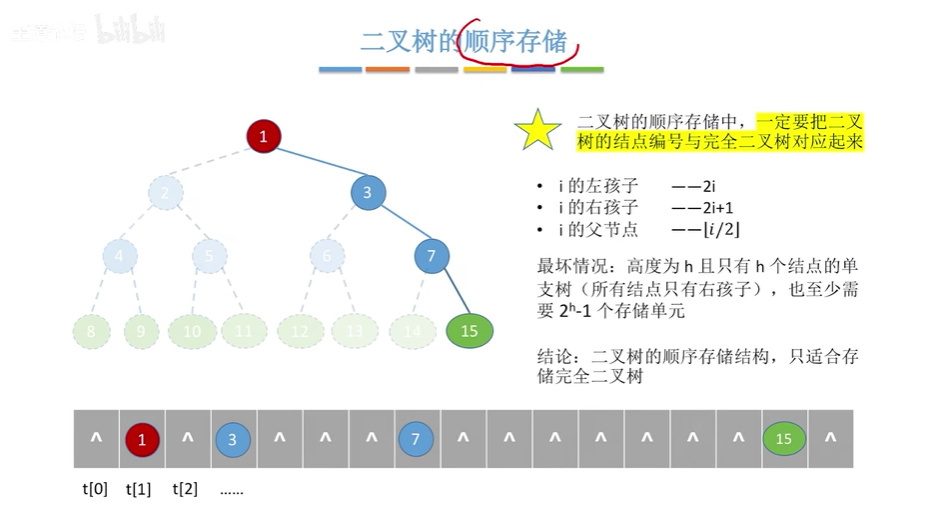 bilibili
二叉树的顺序存储
1
2
3
4
5
6
7
8
9
10
11
12
13
14
15
二叉树的顺序存储中，一定要把二叉
树的结点编号与完全二叉树对应起来
• i 的左孩子 ——2i
• i 的右孩子 ——2i+1
• i 的父节点 ——⌊i/2⌋
最坏情况：高度为 h 且只有 h 个结点的单
支树（所有结点只有右孩子），也至少需
要 2ʰ-1 个存储单元
结论：二叉树的顺序存储结构，只适合存
储完全二叉树
^ 1 ^ 3 ^ ^ ^ 7 ^ ^ ^ ^ ^ ^ ^ 15 ^
t[0] t[1] t[2] ……